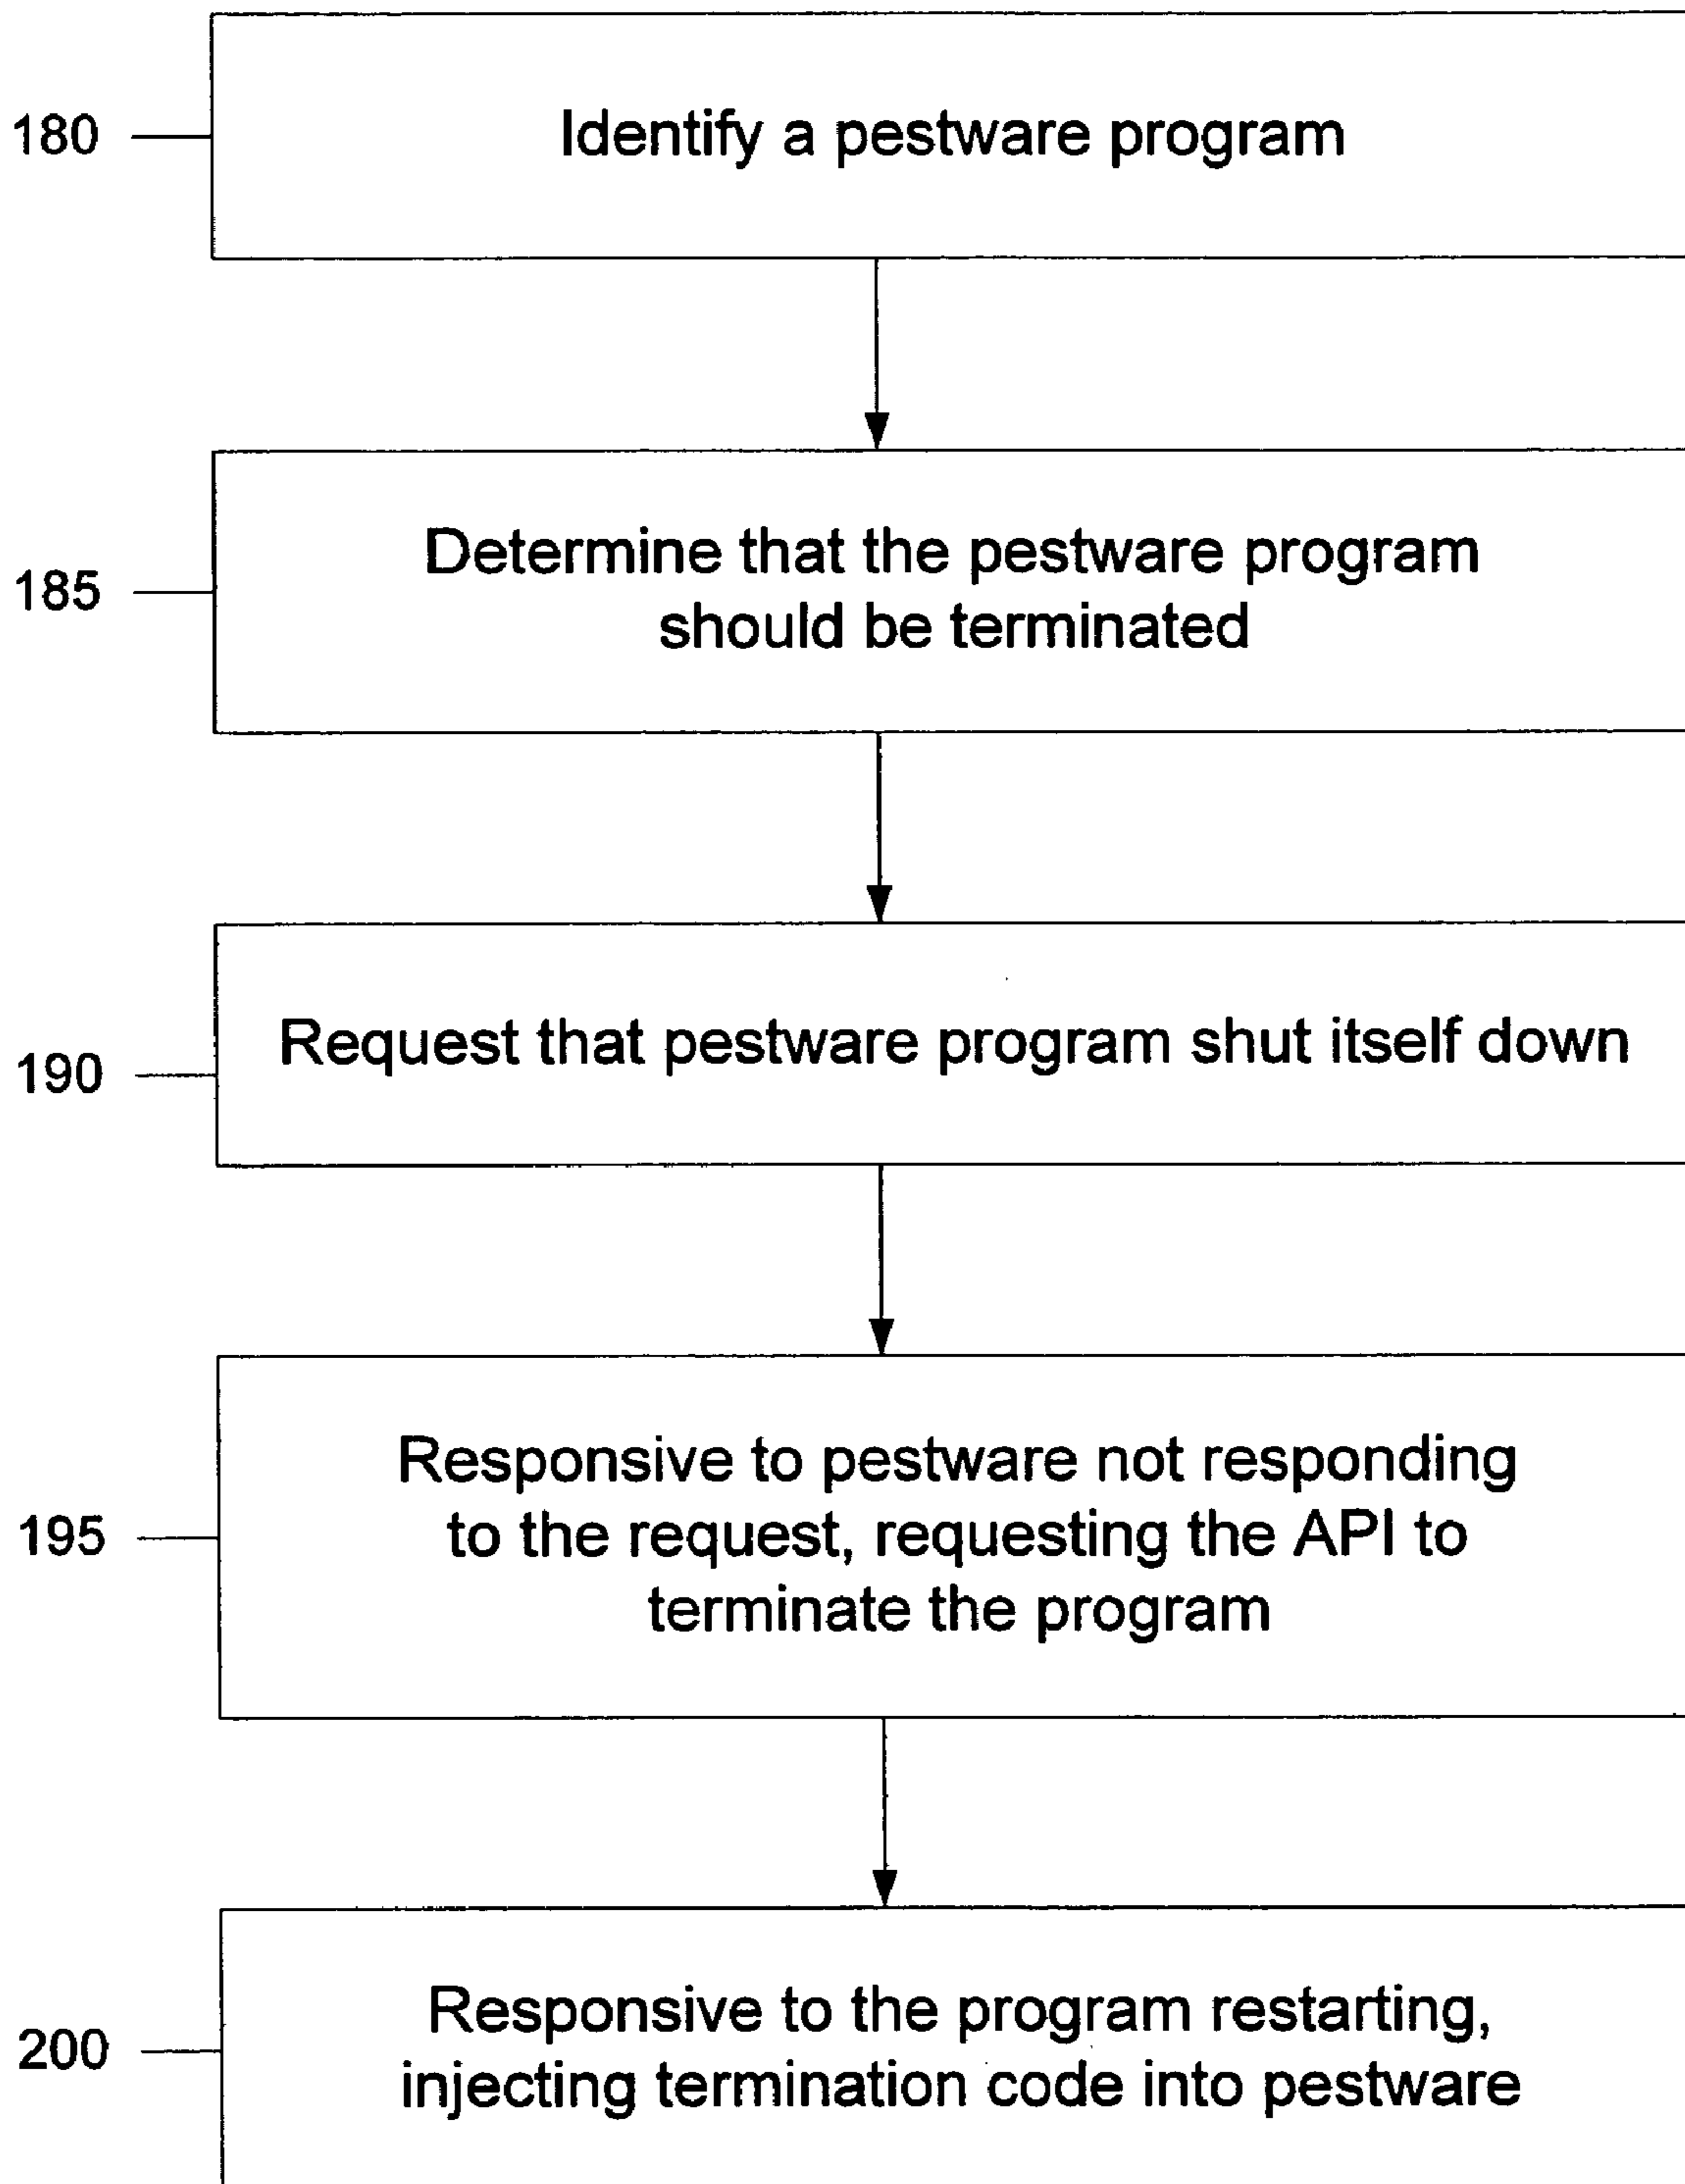 180
Identify a pestware program
185
Determine that the pestware program
should be terminated
190
Request that pestware program shut itself down
195
Responsive to pestware not responding
to the request, requesting the API to
terminate the program
200
Responsive to the program restarting,
injecting termination code into pestware